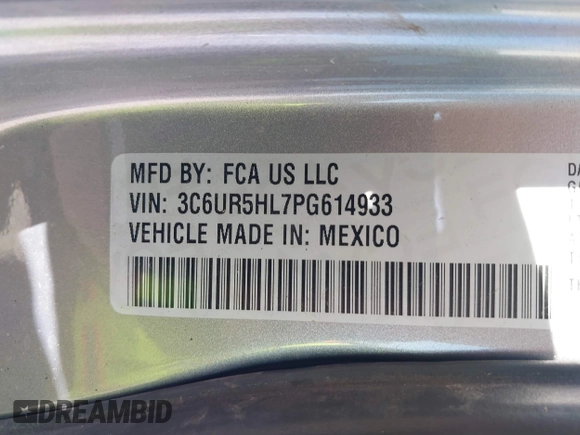 MFD BY: FCA US LLC
VIN: 3C6UR5HL7PG614933
VEHICLE MADE IN: MEXICO
DREAMBID